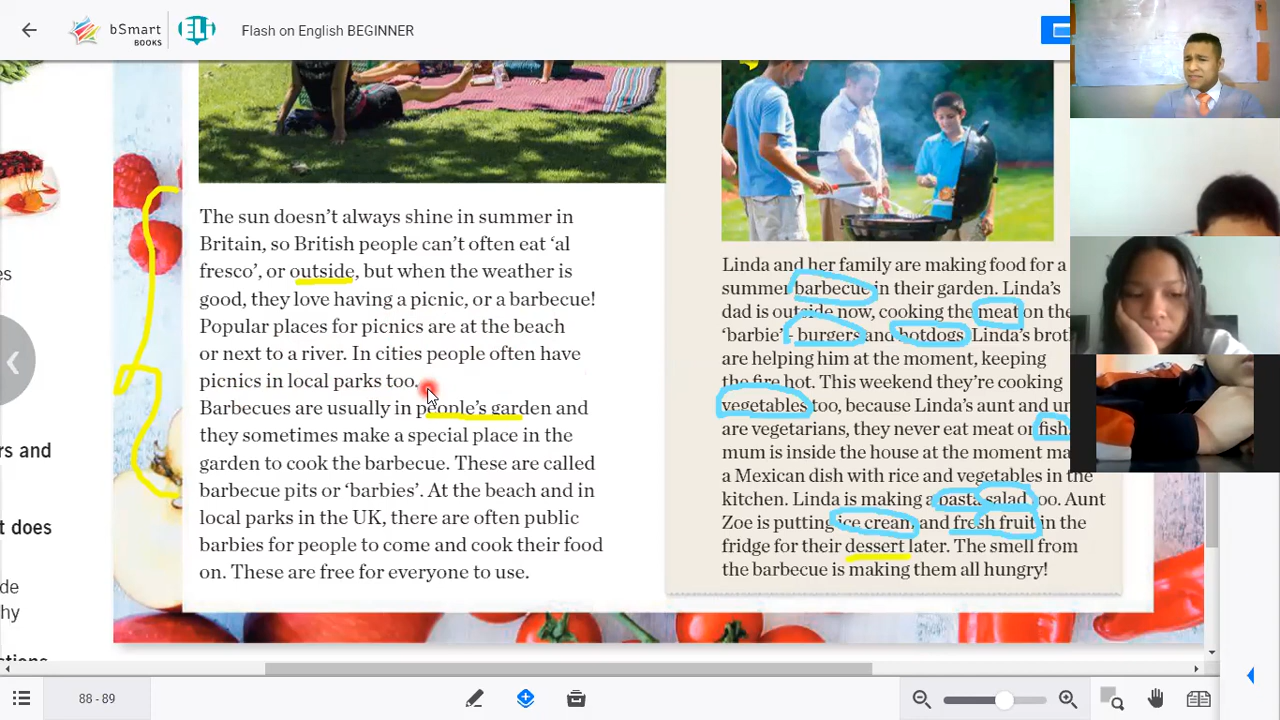 bSmart
BOOKS
ELi
Flash on English BEGINNER
The sun doesn't always shine in summer in
Britain, so British people can't often eat 'al
fresco', or outside, but when the weather is
good, they love having a picnic, or a barbecue!
Popular places for picnics are at the beach
or next to a river. In cities people often have
picnics in local parks too.
Barbecues are usually in people's garden and
they sometimes make a special place in the
garden to cook the barbecue. These are called
barbecue pits or 'barbies'. At the beach and in
local parks in the UK, there are often public
barbies for people to come and cook their food
on. These are free for everyone to use.
Linda and her family are making food for a
summer barbecue in their garden. Linda's
dad is outside now, cooking the meat on the
'barbie'- burgers and hotdogs. Linda's brot
are helping him at the moment, keeping
the fire hot. This weekend they're cooking
vegetables too, because Linda's aunt and un
are vegetarians, they never eat meat or fish
mum is inside the house at the moment ma
a Mexican dish with rice and vegetables in the
kitchen. Linda is making a pasta salad too. Aunt
Zoe is putting ice cream and fresh fruit in the
fridge for their dessert later. The smell from
the barbecue is making them all hungry!
es
rs and
t does
de
hy
88 - 89